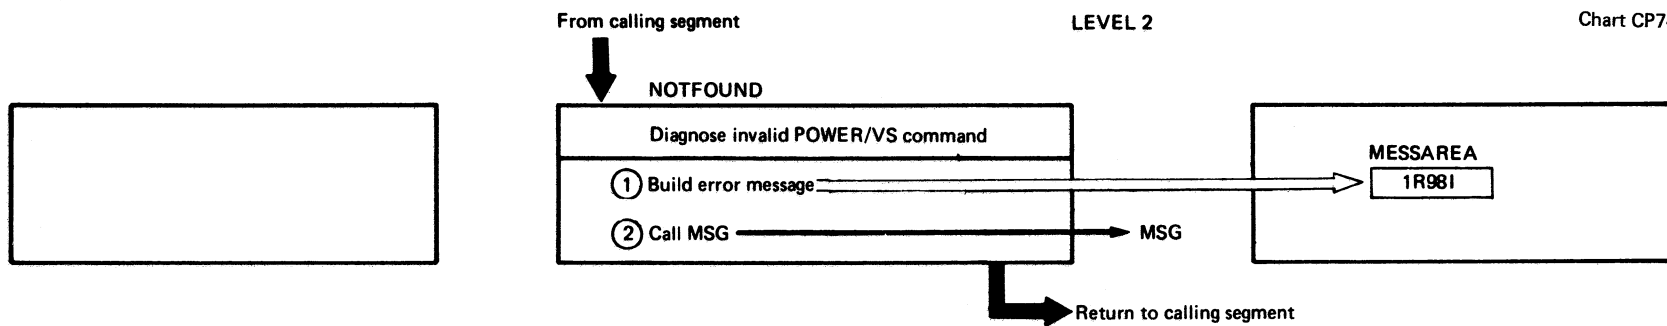 From calling segment
LEVEL 2
Chart CP7
NOTFOUND
Diagnose invalid POWER/VS command
MESSAREA
1 Build error message
1R98I
2 Call MSG
MSG
Return to calling segment